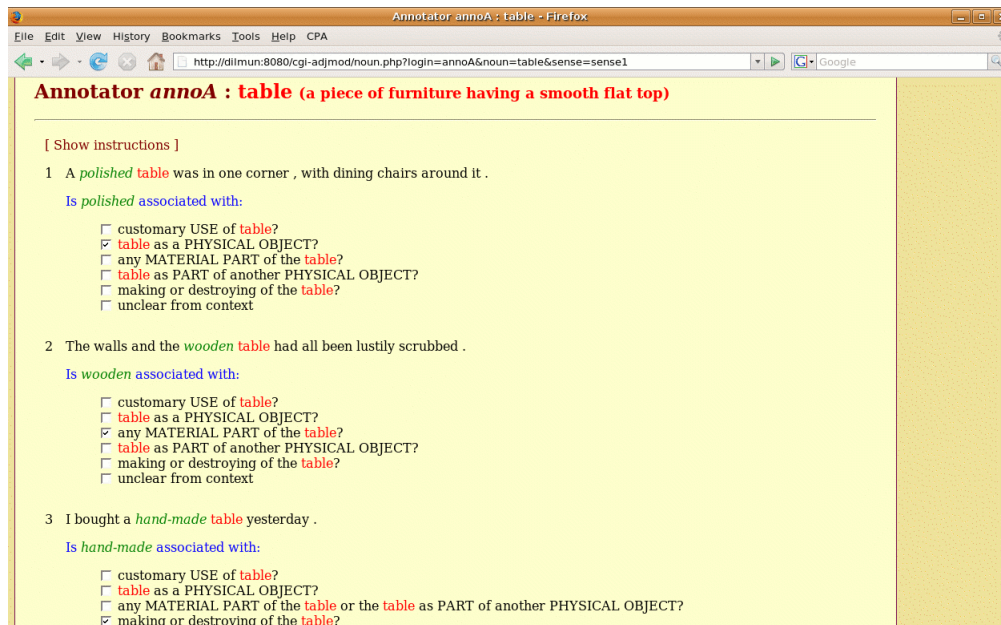 Annotator annoA : table - Firefox
File Edit View History Bookmarks Tools Help CPA
http://dilmun:8080/cgi-adjmod/noun.php?login=annoA&noun=table&sense=sense1 G Google
Annotator annoA : table (a piece of furniture having a smooth flat top)
[ Show instructions ]
1 A polished table was in one corner , with dining chairs around it .
Is polished associated with:
customary USE of table?
table as a PHYSICAL OBJECT?
any MATERIAL PART of the table?
table as PART of another PHYSICAL OBJECT?
making or destroying of the table?
unclear from context
2 The walls and the wooden table had all been lustily scrubbed .
Is wooden associated with:
customary USE of table?
table as a PHYSICAL OBJECT?
any MATERIAL PART of the table?
table as PART of another PHYSICAL OBJECT?
making or destroying of the table?
unclear from context
3 I bought a hand-made table yesterday .
Is hand-made associated with:
customary USE of table?
table as a PHYSICAL OBJECT?
any MATERIAL PART of the table or the table as PART of another PHYSICAL OBJECT?
making or destroying of the table?